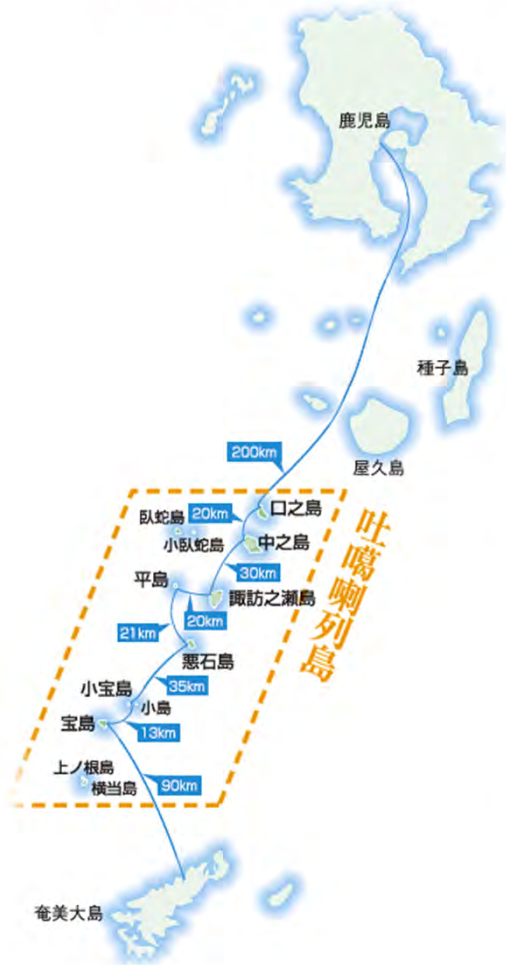 鹿児島
種子島
屋久島
200km
口之島
臥蛇島
20km
小臥蛇島
中之島
吐噶喇列島
30km
平島
諏訪之瀬島
20km
21km
悪石島
35km
小宝島
小島
宝島
13km
上ノ根島
横当島
90km
奄美大島